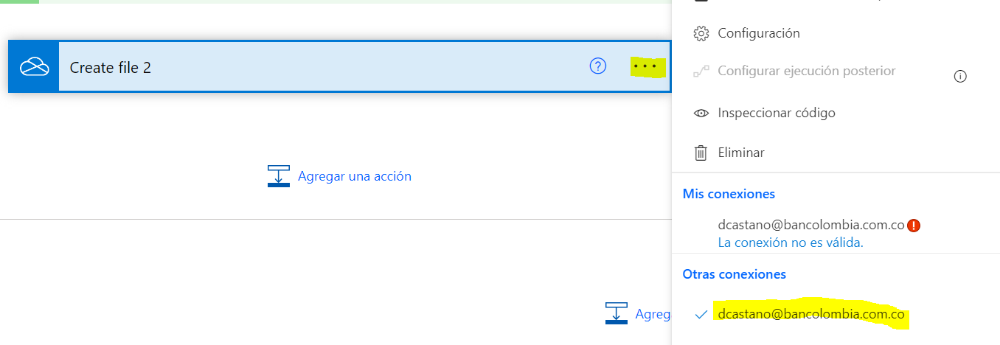 Create file 2
?
Agregar una acción
Agreg
Configuración
Configurar ejecución posterior
Inspeccionar código
Eliminar
Mis conexiones
dcastano@bancolombia.com.co
La conexión no es válida.
Otras conexiones
dcastano@bancolombia.com.co